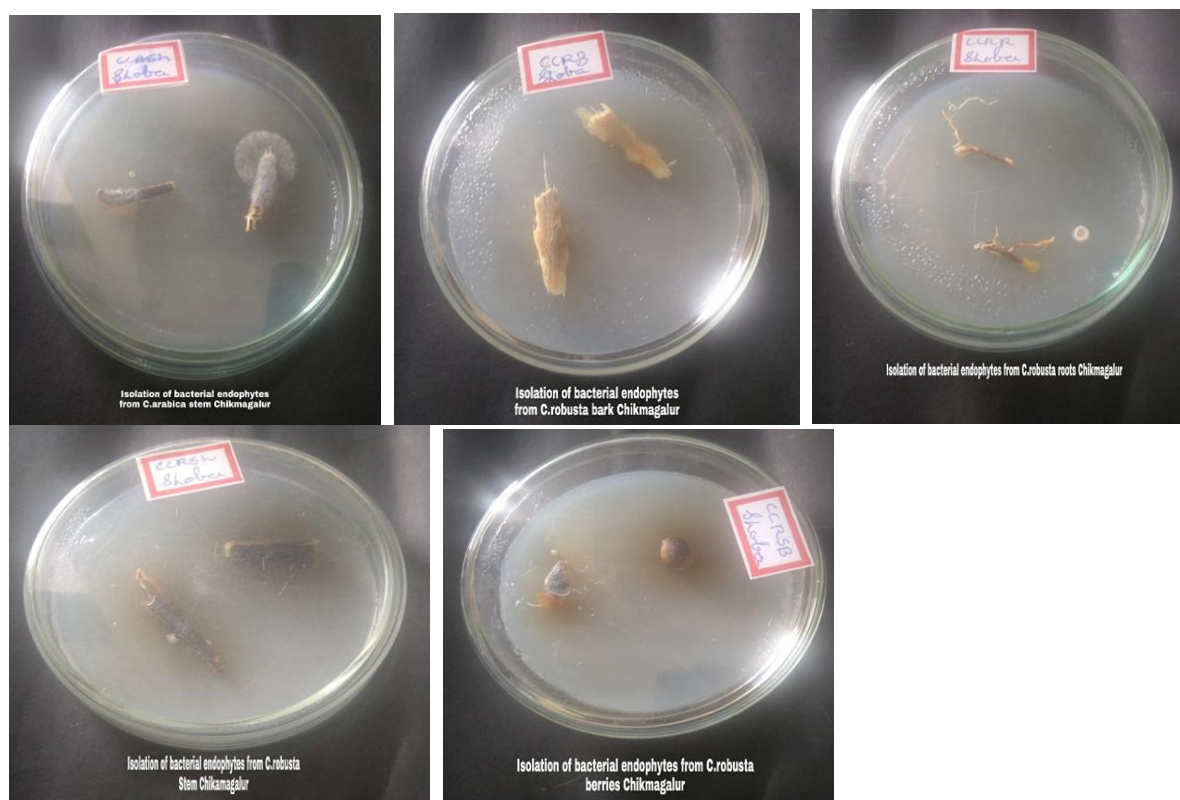 Shoba
Isolation of bacterial endophytes
from C.arabica stem Chikmagalur
CCRB
Shoba
Isolation of bacterial endophytes
from C.robusta bark Chikmagalur
CCRR
Shoba
Isolation of bacterial endophytes from C.robusta roots Chikmagalur
CCRSW
Shoba
Isolation of bacterial endophytes from C.robusta
Stem Chikamagalur
CCRSB
Shoba
Isolation of bacterial endophytes from C.robusta
berries Chikmagalur